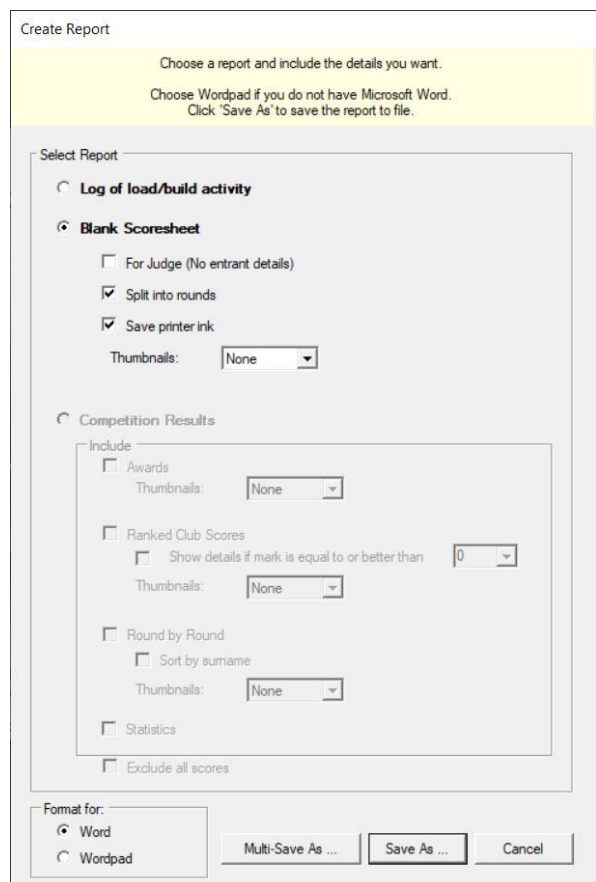 Create Report
Choose a report and include the details you want.
Choose Wordpad if you do not have Microsoft Word.
Click 'Save As' to save the report to file.
Select Report
Log of load/build activity
Blank Scoresheet
For Judge (No entrant details)
Split into rounds
Save printer ink
Thumbnails: None
Competition Results
Include
Awards
Thumbnails: None
Ranked Club Scores
Show details if mark is equal to or better than 0
Thumbnails: None
Round by Round
Sort by surname
Thumbnails: None
Statistics
Exclude all scores
Format for:
Word
Wordpad
Multi-Save As ... Save As ... Cancel